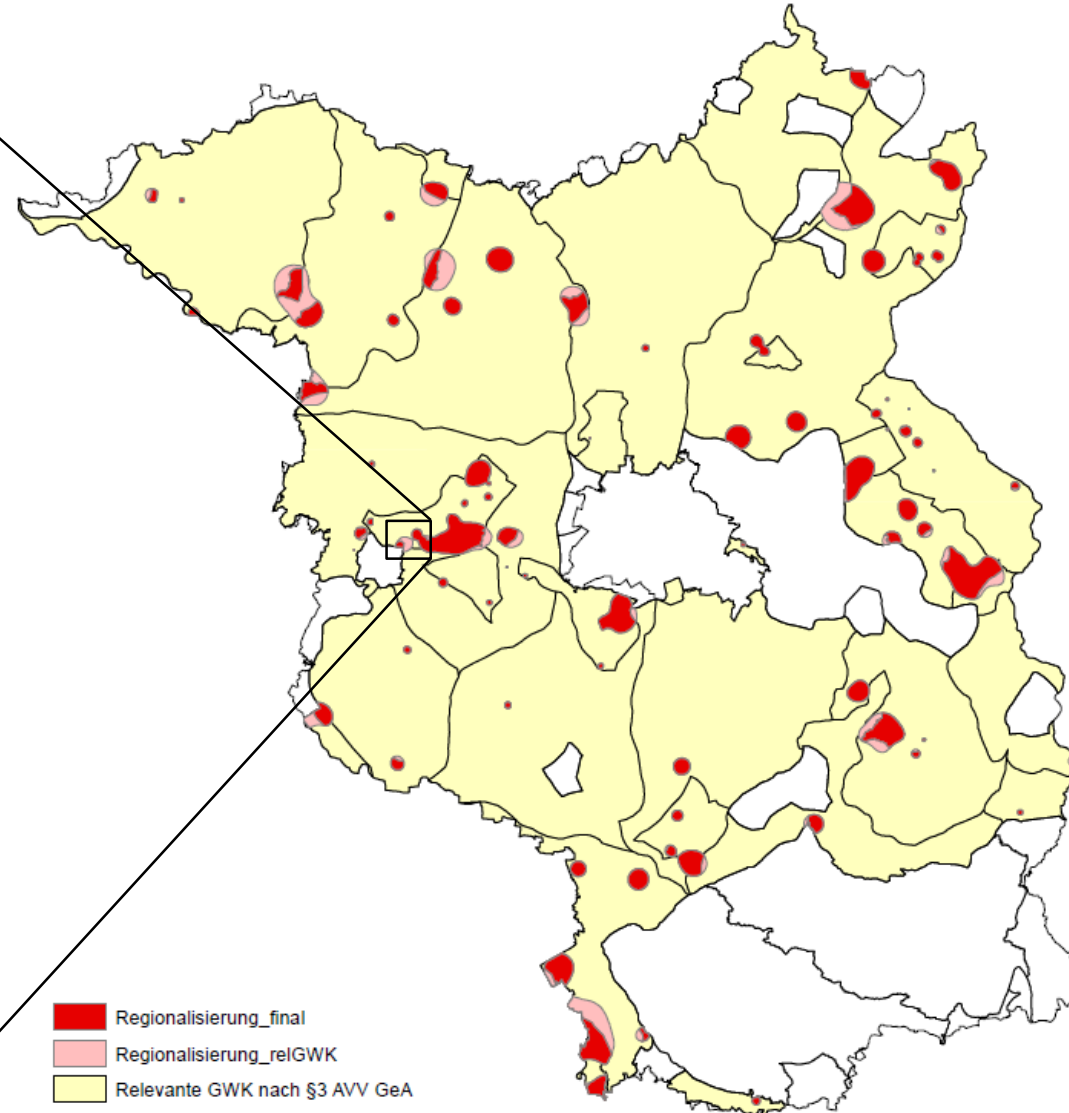 Regionalisierung_final
Regionalisierung_relGWK
Relevante GWK nach §3 AVV GeA